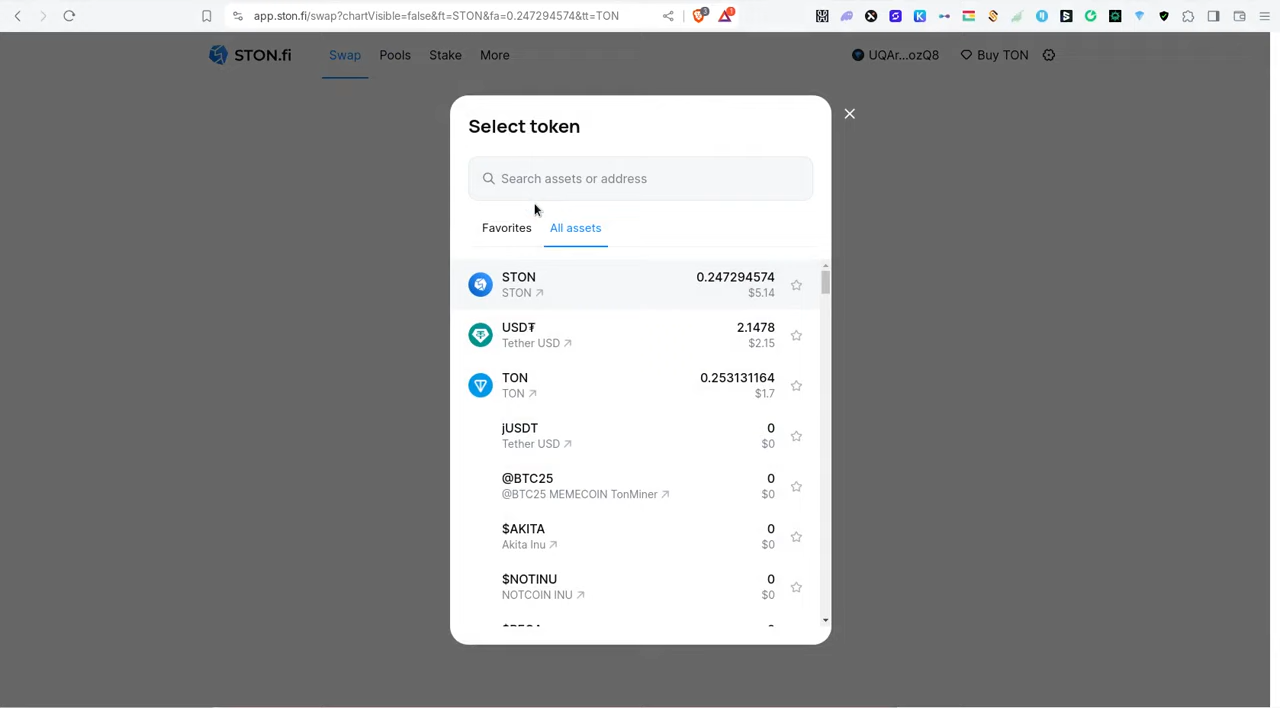 app.ston.fi/swap?chartVisible=false&ft=STON&fa=0.247294574&tt=TON
3
1
STON.fi
Swap
Pools
Stake
More
UQAr...ozQ8
Buy TON
Select token
Search assets or address
Favorites
All assets
STON 0.247294574
STON $5.14
USD₮ 2.1478
Tether USD $2.15
TON 0.253131164
TON $1.7
jUSDT 0
Tether USD $0
@BTC25 0
@BTC25 MEMECOIN TonMiner $0
$AKITA 0
Akita Inu $0
$NOTINU 0
NOTCOIN INU $0